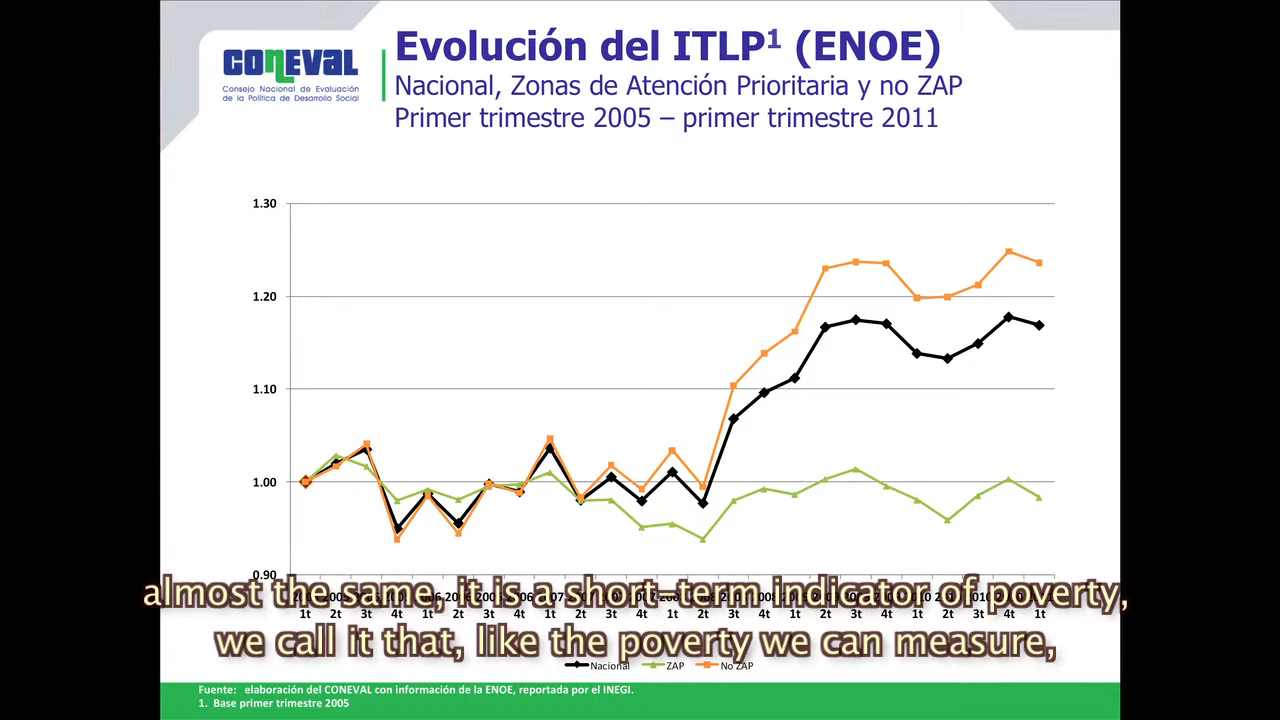 Evolución del ITLP¹ (ENOE)
CONEVAL
Consejo Nacional de Evaluación
de la Política de Desarrollo Social
Nacional, Zonas de Atención Prioritaria y no ZAP
Primer trimestre 2005 – primer trimestre 2011
1.30
1.20
1.10
1.00
0.90
1t 2t 3t 4t 1t 2t 3t 4t 1t 2t 3t 4t 1t 2t 3t 4t 1t 2t 3t 4t 1t 2t 3t 4t 1t
almost the same, it is a short-term indicator of poverty,
we call it that, like the poverty we can measure,
Nacional ZAP No ZAP
Fuente: elaboración del CONEVAL con información de la ENOE, reportada por el INEGI.
1. Base primer trimestre 2005